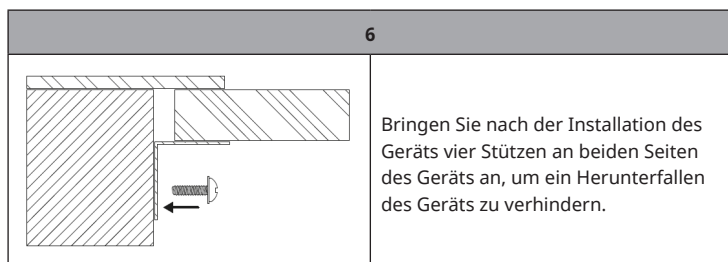 6
Bringen Sie nach der Installation des
Geräts vier Stützen an beiden Seiten
des Geräts an, um ein Herunterfallen
des Geräts zu verhindern.